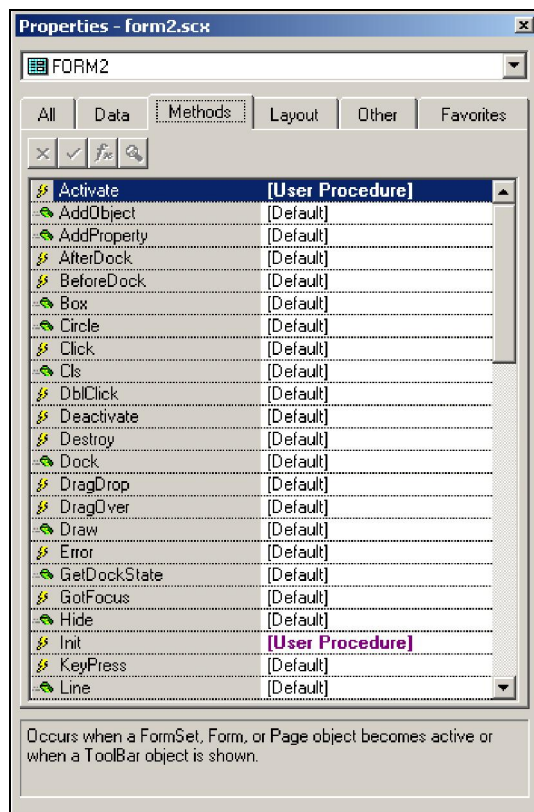 Properties - form2.scx
FORM2
All Data Methods Layout Other Favorites
Activate [User Procedure]
AddObject [Default]
AddProperty [Default]
AfterDock [Default]
BeforeDock [Default]
Box [Default]
Circle [Default]
Click [Default]
Cls [Default]
DblClick [Default]
Deactivate [Default]
Destroy [Default]
Dock [Default]
DragDrop [Default]
DragOver [Default]
Draw [Default]
Error [Default]
GetDockState [Default]
GotFocus [Default]
Hide [Default]
Init [User Procedure]
KeyPress [Default]
Line [Default]
Occurs when a FormSet, Form, or Page object becomes active or
when a ToolBar object is shown.